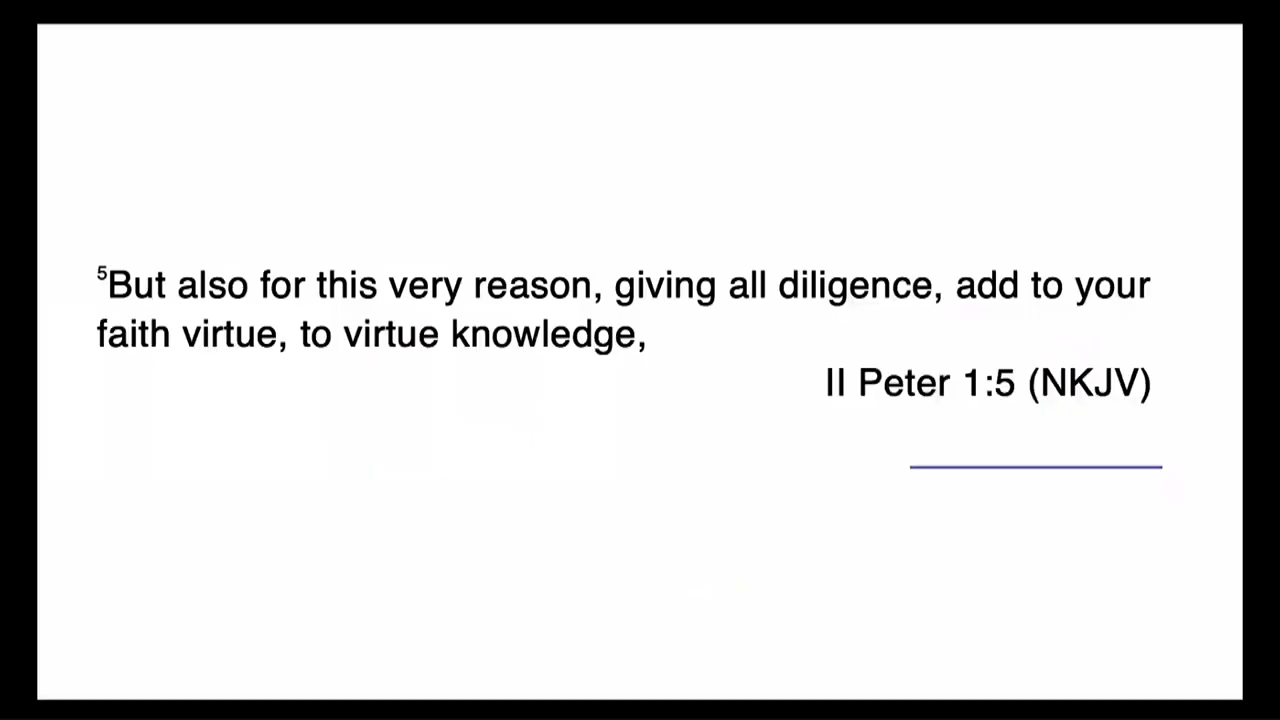 ⁵But also for this very reason, giving all diligence, add to your
faith virtue, to virtue knowledge,
II Peter 1:5 (NKJV)